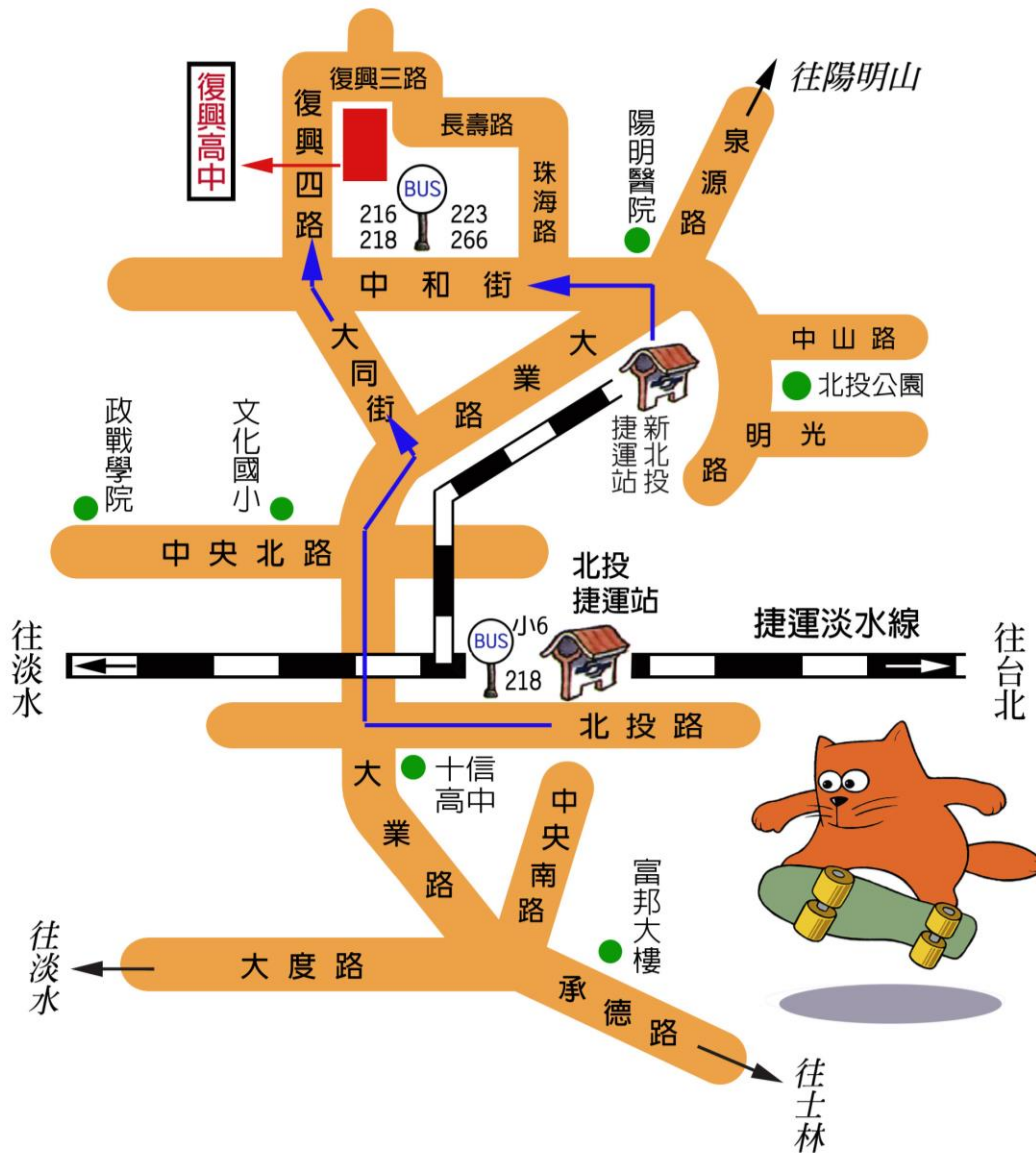 復興三路
往陽明山
復興高中
復興四路
長壽路
陽明醫院
泉源路
珠海路
BUS
216
223
218
266
中和街
大同街
大業路
中山路
北投公園
政戰學院
文化國小
新北投
捷運站
光明路
中央北路
北投
捷運站
往淡水
BUS
小6
218
捷運淡水線
往台北
北投路
大業路
十信
高中
中央南路
富邦大樓
往淡水
大度路
承德路
往士林